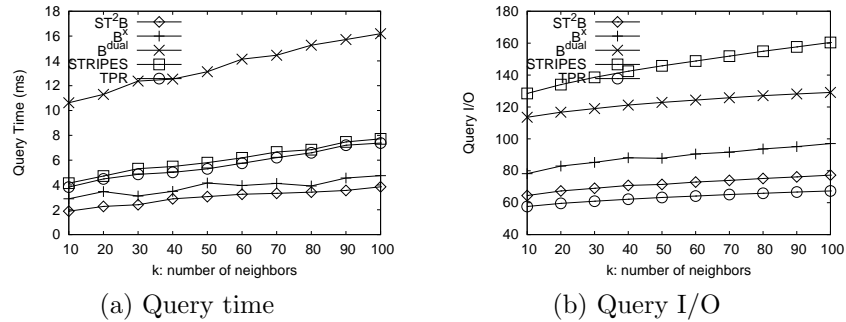 Query Time (ms)
18
16
14
12
10
8
6
4
2
0
ST²B
Bˣ
Bᵈᵘᵃˡ
STRIPES
TPR
10 20 30 40 50 60 70 80 90 100
k: number of neighbors
(a) Query time
Query I/O
180
160
140
120
100
80
60
40
ST²B
Bˣ
Bᵈᵘᵃˡ
STRIPES
TPR
10 20 30 40 50 60 70 80 90 100
k: number of neighbors
(b) Query I/O